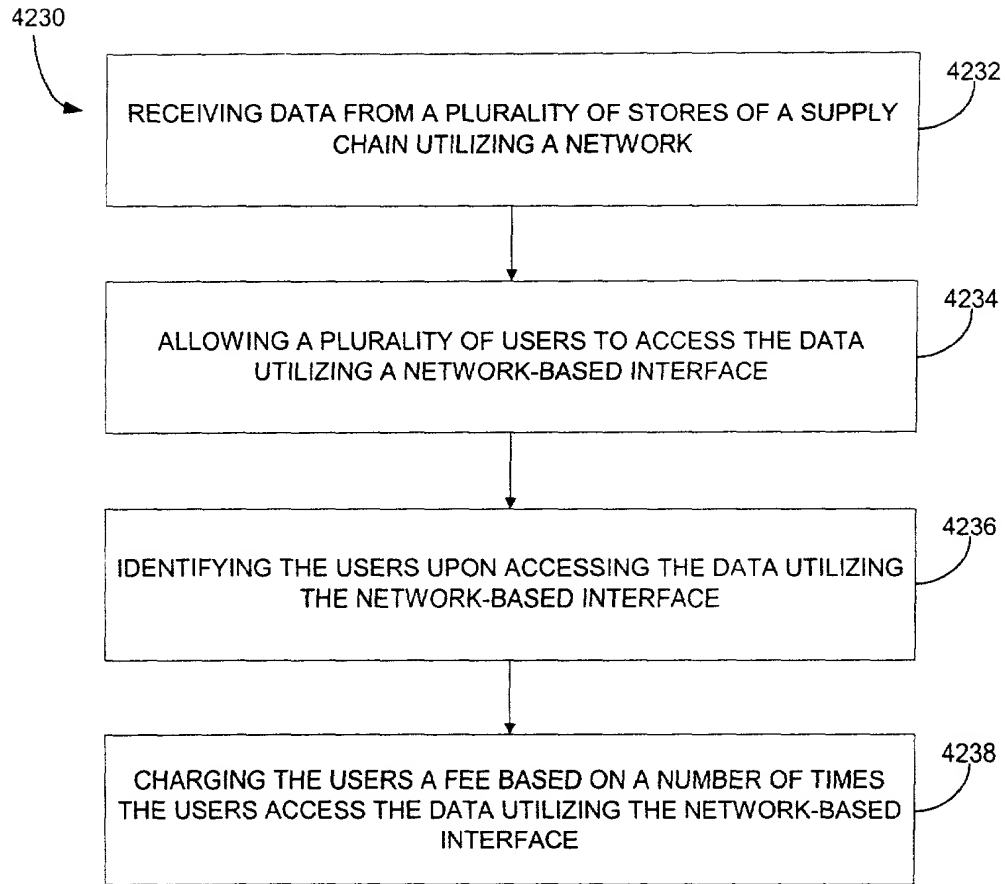 4230
4232
RECEIVING DATA FROM A PLURALITY OF STORES OF A SUPPLY
CHAIN UTILIZING A NETWORK
4234
ALLOWING A PLURALITY OF USERS TO ACCESS THE DATA
UTILIZING A NETWORK-BASED INTERFACE
4236
IDENTIFYING THE USERS UPON ACCESSING THE DATA UTILIZING
THE NETWORK-BASED INTERFACE
4238
CHARGING THE USERS A FEE BASED ON A NUMBER OF TIMES
THE USERS ACCESS THE DATA UTILIZING THE NETWORK-BASED
INTERFACE